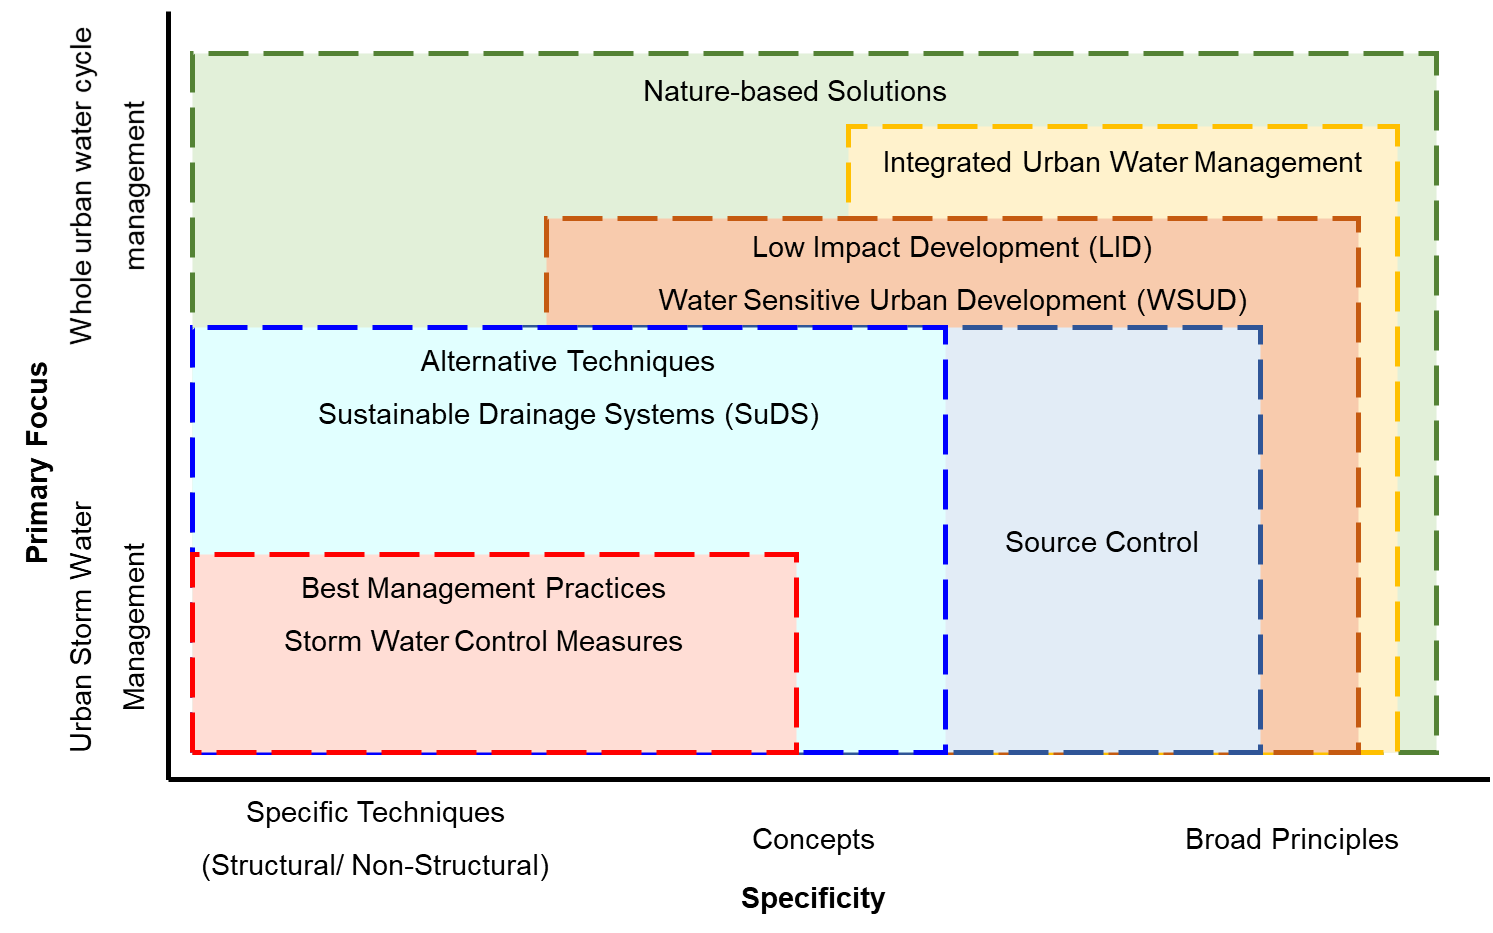 Whole urban water cycle
management
Primary Focus
Urban Storm Water
Management
Nature-based Solutions
Integrated Urban Water Management
Low Impact Development (LID)
Water Sensitive Urban Development (WSUD)
Alternative Techniques
Sustainable Drainage Systems (SuDS)
Source Control
Best Management Practices
Storm Water Control Measures
Specific Techniques
(Structural/ Non-Structural)
Concepts
Broad Principles
Specificity